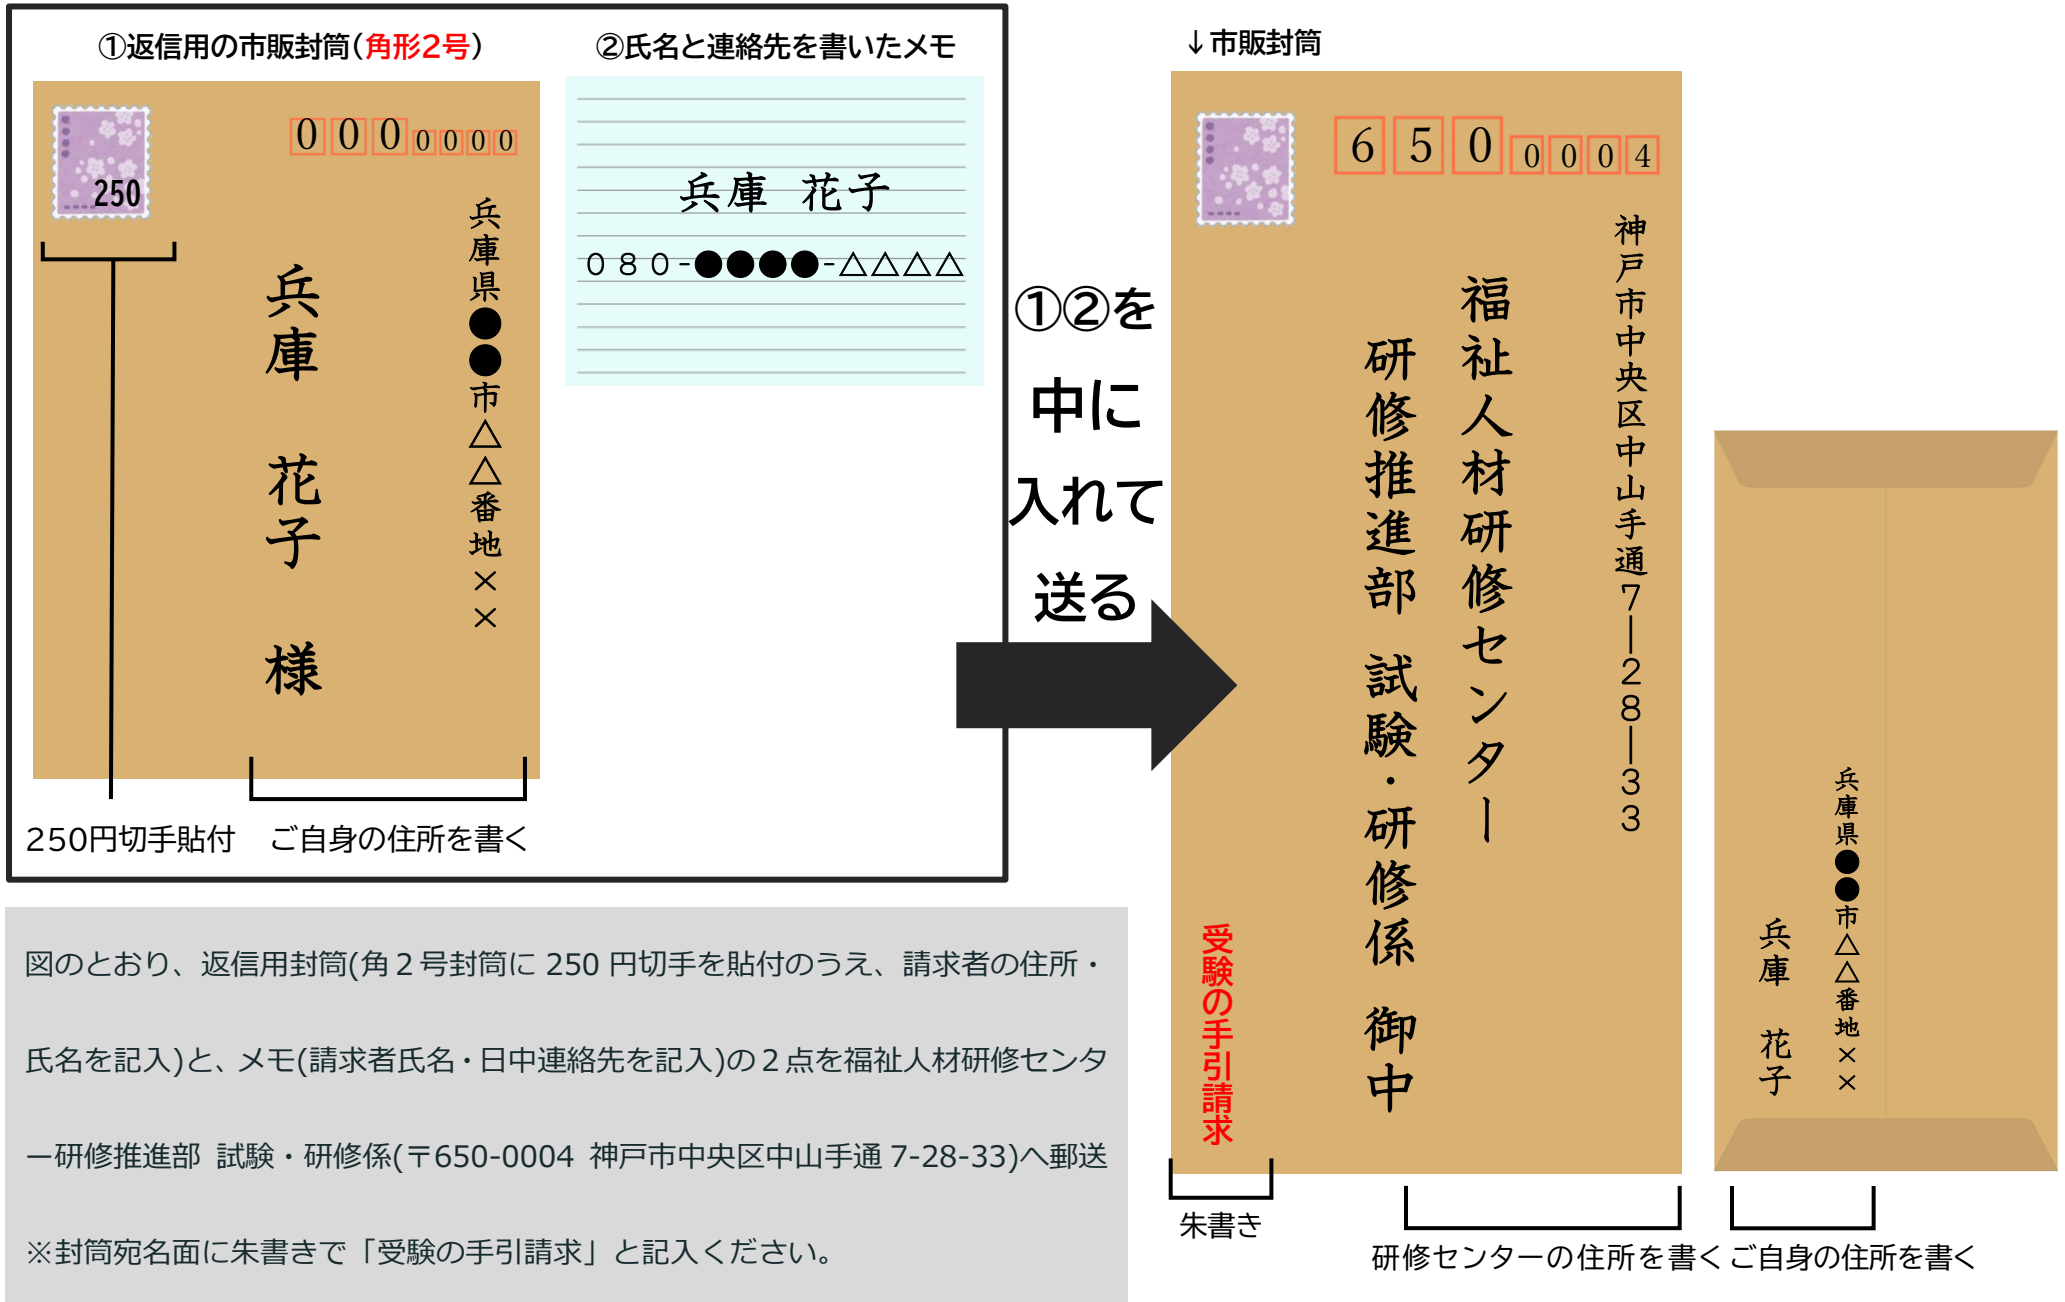 ①返信用の市販封筒(角形2号)
250
0000000
兵庫県●●市△△番地××
兵庫 花子 様
250円切手貼付
ご自身の住所を書く
②氏名と連絡先を書いたメモ
兵庫 花子
080-●●●●-△△△△
①②を
中に
入れて
送る
↓市販封筒
6500004
神戸市中央区中山手通7―28―33
福祉人材研修センター
研修推進部 試験・研修係 御中
受験の手引請求
朱書き
研修センターの住所を書く
兵庫県●●市△△番地××
兵庫 花子
ご自身の住所を書く
図のとおり、返信用封筒(角2号封筒に 250 円切手を貼付のうえ、請求者の住所・
氏名を記入)と、メモ(請求者氏名・日中連絡先を記入)の2点を福祉人材研修センタ
ー研修推進部 試験・研修係(〒650-0004 神戸市中央区中山手通 7-28-33)へ郵送
※封筒宛名面に朱書きで「受験の手引請求」と記入ください。